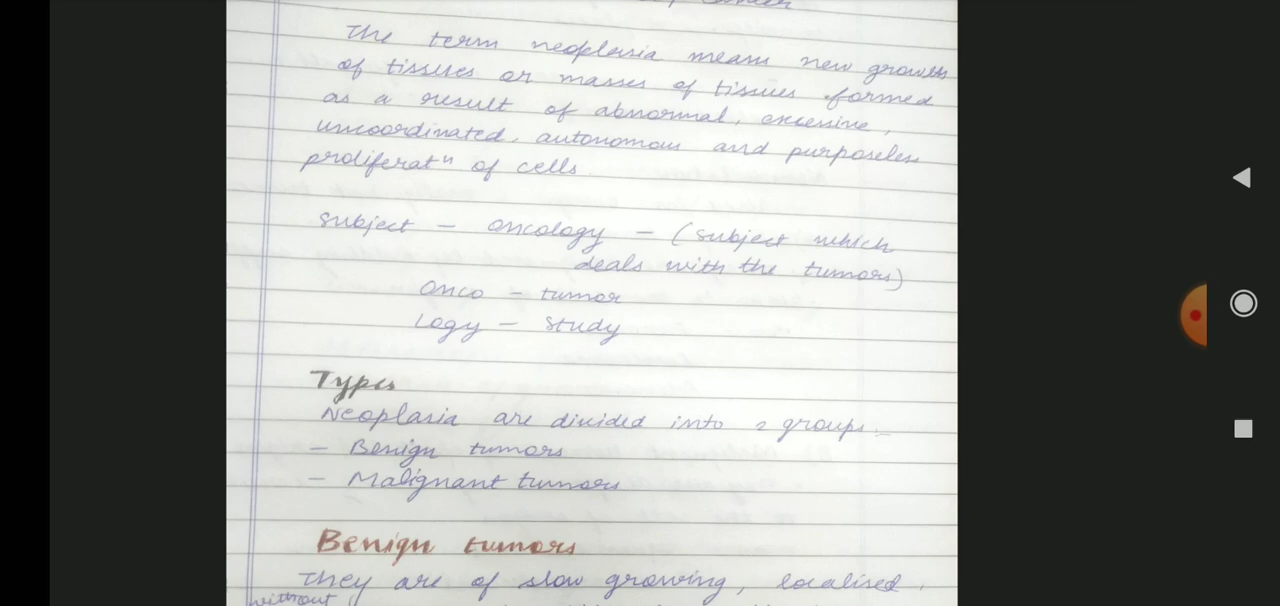 cancer
The term neoplasia means new growth
of tissues or masses of tissues formed
as a result of abnormal, excessive,
uncoordinated, autonomous and purposeless
proliferatⁿ of cells.
Subject – oncology – (subject which
deals with the tumors)
Onco – tumor
Logy – study
Types
Neoplasia are divided into 2 groups:-
– Benign tumors
– Malignant tumors
Benign tumors
They are of slow growing, localised,
without